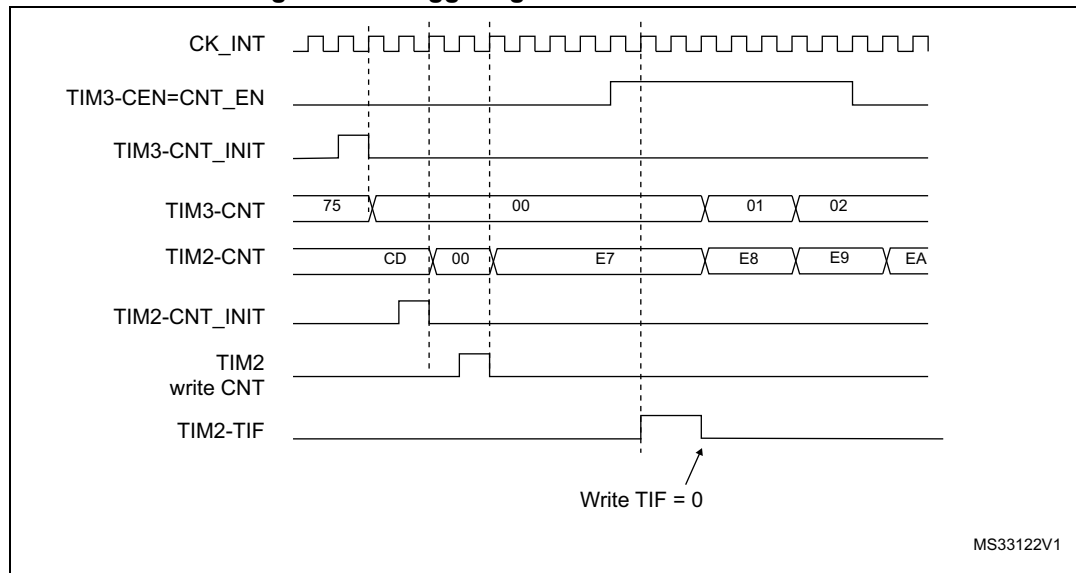 CK_INT
TIM3-CEN=CNT_EN
TIM3-CNT_INIT
TIM3-CNT 75 00 01 02
TIM2-CNT CD 00 E7 E8 E9 EA
TIM2-CNT_INIT
TIM2
write CNT
TIM2-TIF
Write TIF = 0
MS33122V1